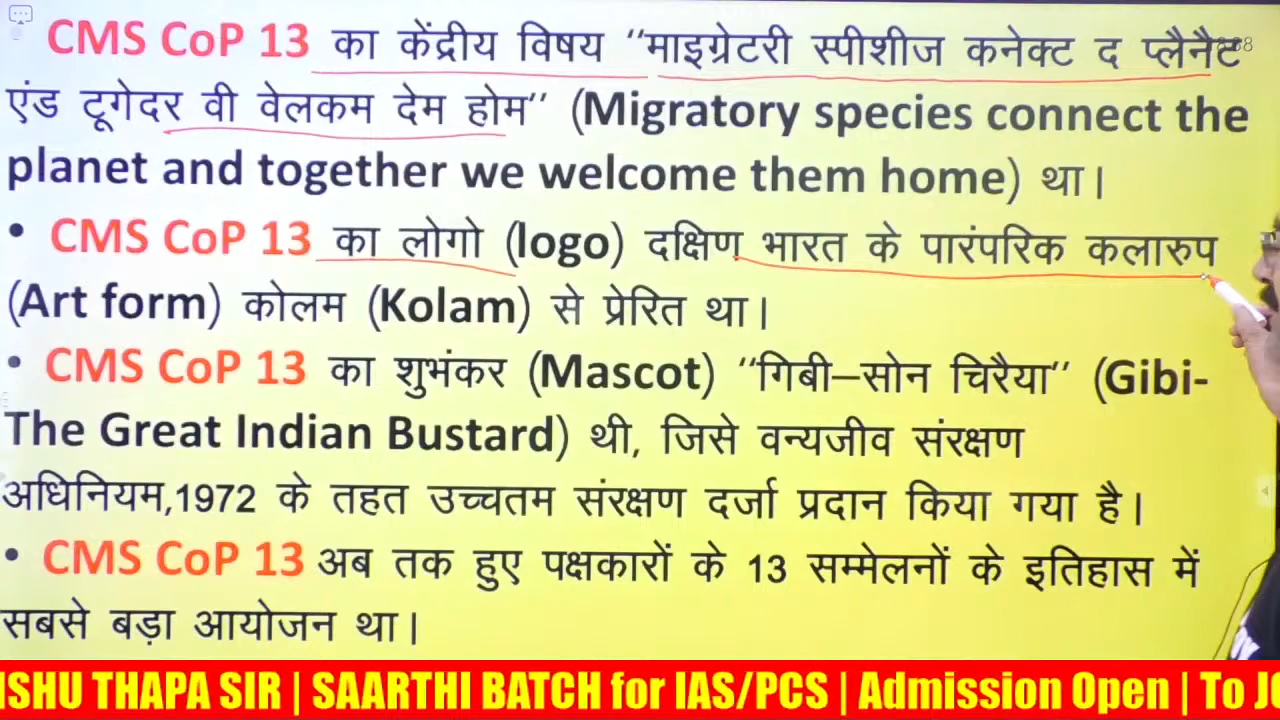 CMS CoP 13 का केंद्रीय विषय “माइग्रेटरी स्पीशीज कनेक्ट द प्लैनैट
एंड टूगेदर वी वेलकम देम होम” (Migratory species connect the
planet and together we welcome them home) था।
• CMS CoP 13 का लोगो (logo) दक्षिण भारत के पारंपरिक कलारुप
(Art form) कोलम (Kolam) से प्रेरित था।
• CMS CoP 13 का शुभंकर (Mascot) “गिबी–सोन चिरैया” (Gibi-
The Great Indian Bustard) थी, जिसे वन्यजीव संरक्षण
अधिनियम,1972 के तहत उच्चतम संरक्षण दर्जा प्रदान किया गया है।
• CMS CoP 13 अब तक हुए पक्षकारों के 13 सम्मेलनों के इतिहास में
सबसे बड़ा आयोजन था।
ISHU THAPA SIR | SAARTHI BATCH for IAS/PCS | Admission Open | To JO